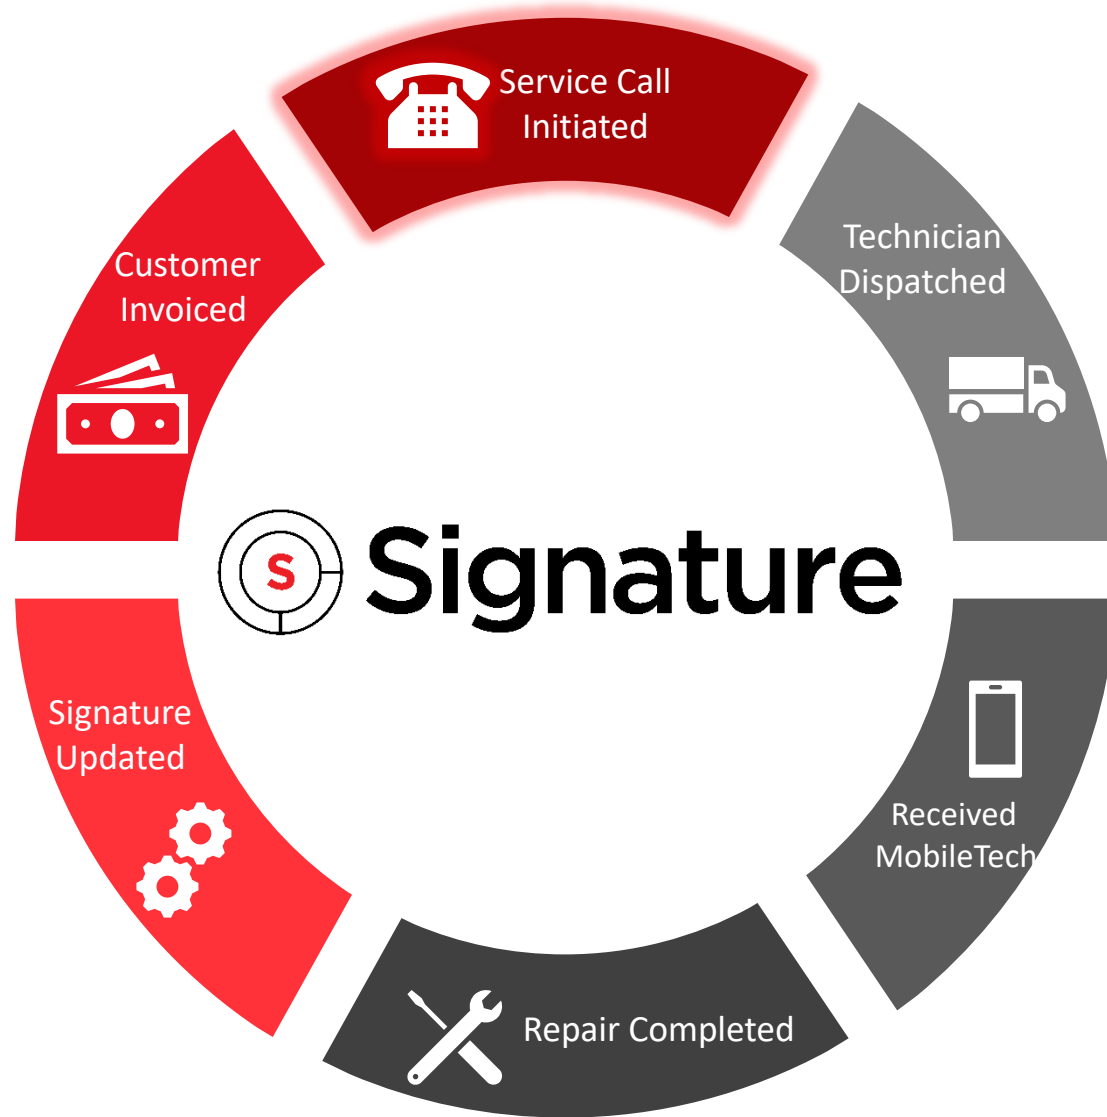 Service Call
Initiated
Technician
Dispatched
Received
MobileTech
Repair Completed
Signature
Updated
Customer
Invoiced
S
Signature